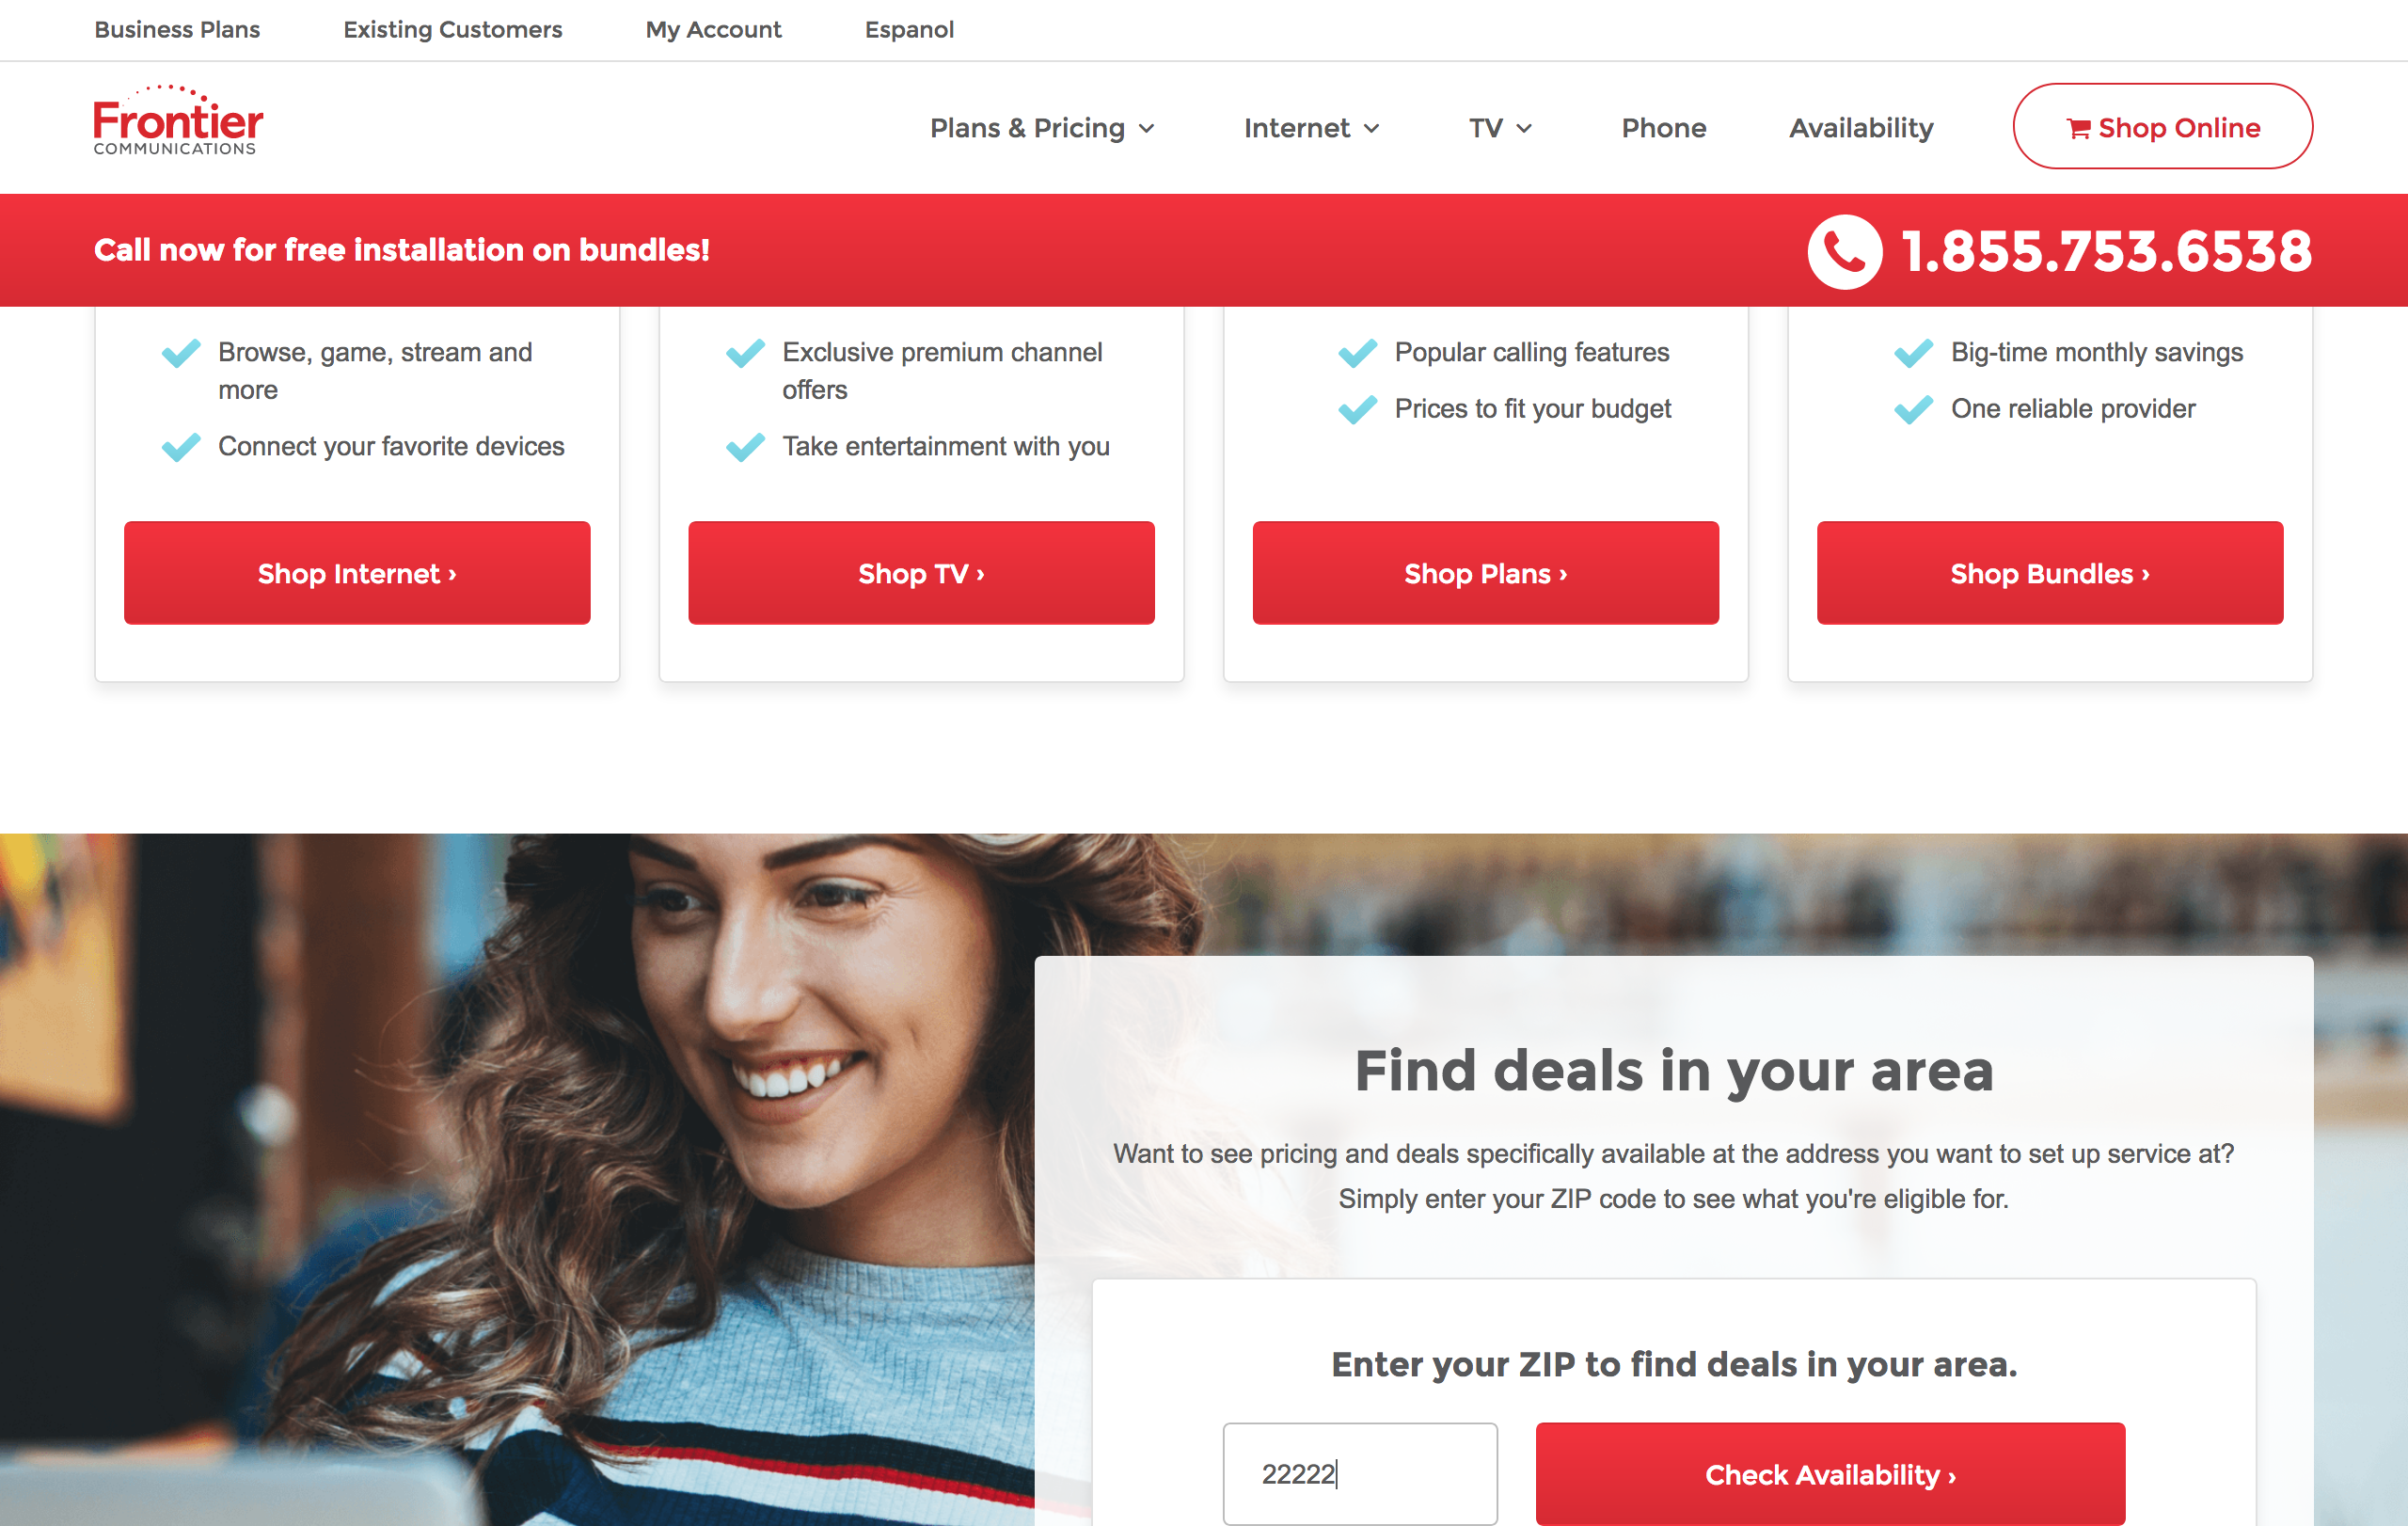 Business Plans Existing Customers My Account Espanol
Frontier
COMMUNICATIONS
Plans & Pricing Internet TV Phone Availability Shop Online
Call now for free installation on bundles! 1.855.753.6538
Browse, game, stream and
more
Connect your favorite devices
Shop Internet ›
Exclusive premium channel
offers
Take entertainment with you
Shop TV ›
Popular calling features
Prices to fit your budget
Shop Plans ›
Big-time monthly savings
One reliable provider
Shop Bundles ›
Find deals in your area
Want to see pricing and deals specifically available at the address you want to set up service at?
Simply enter your ZIP code to see what you're eligible for.
Enter your ZIP to find deals in your area.
22222 Check Availability ›